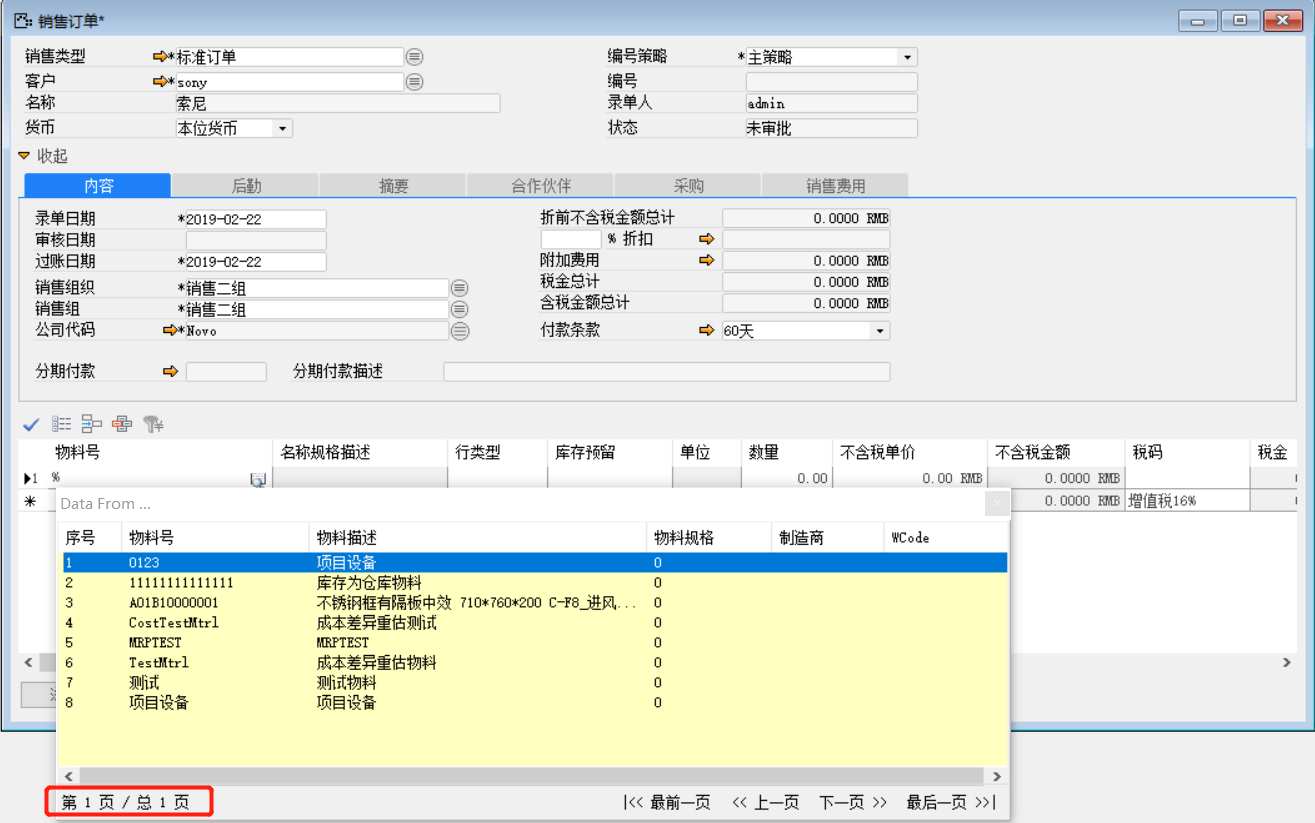 销售订单*
销售类型 *标准订单 编号策略 *主策略
客户 *sony 编号
名称 索尼 录单人 admin
货币 本位货币 状态 未审批
收起
内容 后勤 摘要 合作伙伴 采购 销售费用
录单日期 *2019-02-22 折前不含税金额总计 0.0000 RMB
审核日期 % 折扣
过账日期 *2019-02-22 附加费用 0.0000 RMB
税金总计 0.0000 RMB
销售组织 *销售二组
销售组 *销售二组 含税金额总计 0.0000 RMB
公司代码 *Novo 付款条款 60天
分期付款 分期付款描述
物料号 名称规格描述 行类型 库存预留 单位 数量 不含税单价 不含税金额 税码 税金
1 % 0.00 0.00 RMB 0.0000 RMB
* 0.0000 RMB 增值税16%
Data From ...
序号 物料号 物料描述 物料规格 制造商 WCode
1 0123 项目设备 0
2 11111111111111 库存为仓库物料 0
3 A01B10000001 不锈钢框有隔板中效 710*760*200 C-F8_进风... 0
4 CostTestMtrl 成本差异重估测试 0
5 MRPTEST MRPTEST 0
6 TestMtrl 成本差异重估物料 0
7 测试 测试物料 0
8 项目设备 项目设备 0
第 1 页 / 总 1 页 |<< 最前一页 << 上一页 下一页 >> 最后一页 >>|